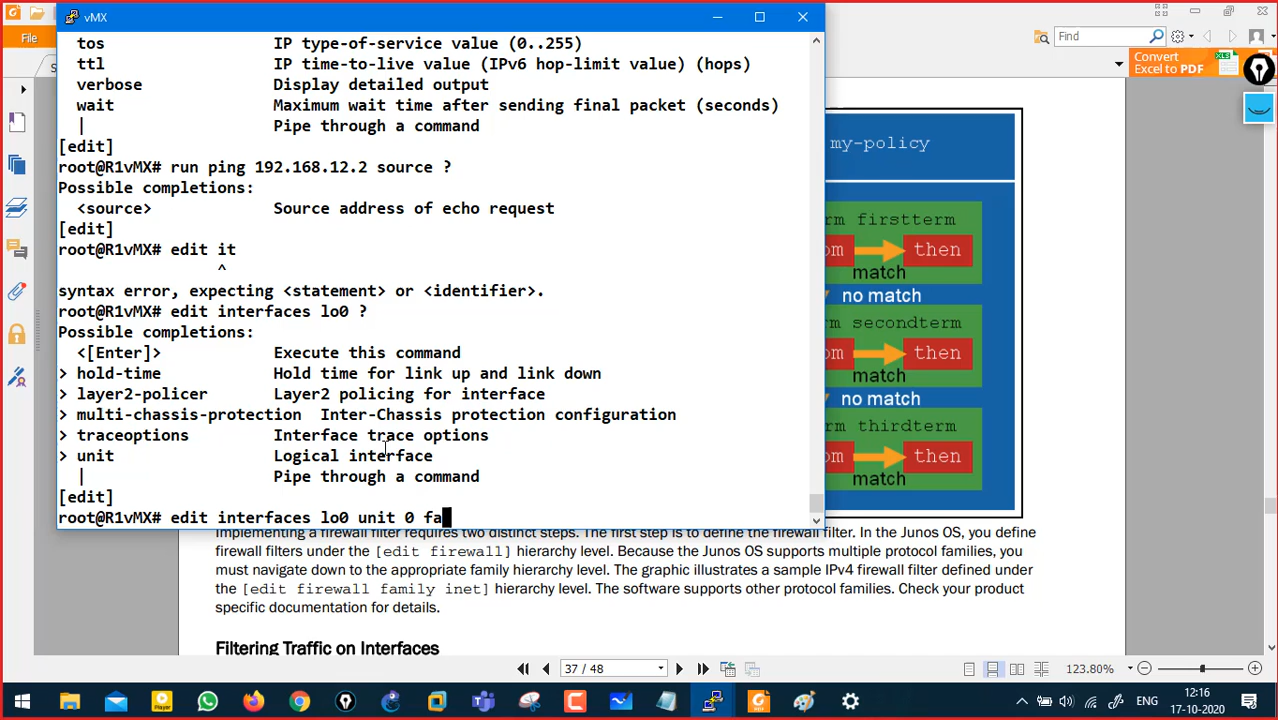 vMX
File
Find
Convert
Excel to PDF
XLS
tos IP type-of-service value (0..255)
ttl IP time-to-live value (IPv6 hop-limit value) (hops)
verbose Display detailed output
wait Maximum wait time after sending final packet (seconds)
| Pipe through a command
[edit]
root@R1vMX# run ping 192.168.12.2 source ?
Possible completions:
<source> Source address of echo request
[edit]
root@R1vMX# edit it
^
syntax error, expecting <statement> or <identifier>.
root@R1vMX# edit interfaces lo0 ?
Possible completions:
<[Enter]> Execute this command
> hold-time Hold time for link up and link down
> layer2-policer Layer2 policing for interface
> multi-chassis-protection Inter-Chassis protection configuration
> traceoptions Interface trace options
> unit Logical interface
| Pipe through a command
[edit]
root@R1vMX# edit interfaces lo0 unit 0 fa
my-policy
rm firstterm
om then
match
no match
rm secondterm
om then
match
no match
rm thirdterm
om then
match
Implementing a firewall filter requires two distinct steps. The first step is to define the firewall filter. In the Junos OS, you define
firewall filters under the [edit firewall] hierarchy level. Because the Junos OS supports multiple protocol families, you
must navigate down to the appropriate family hierarchy level. The graphic illustrates a sample IPv4 firewall filter defined under
the [edit firewall family inet] hierarchy level. The software supports other protocol families. Check your product
specific documentation for details.
Filtering Traffic on Interfaces
37 / 48
123.80%
ENG
12:16
17-10-2020